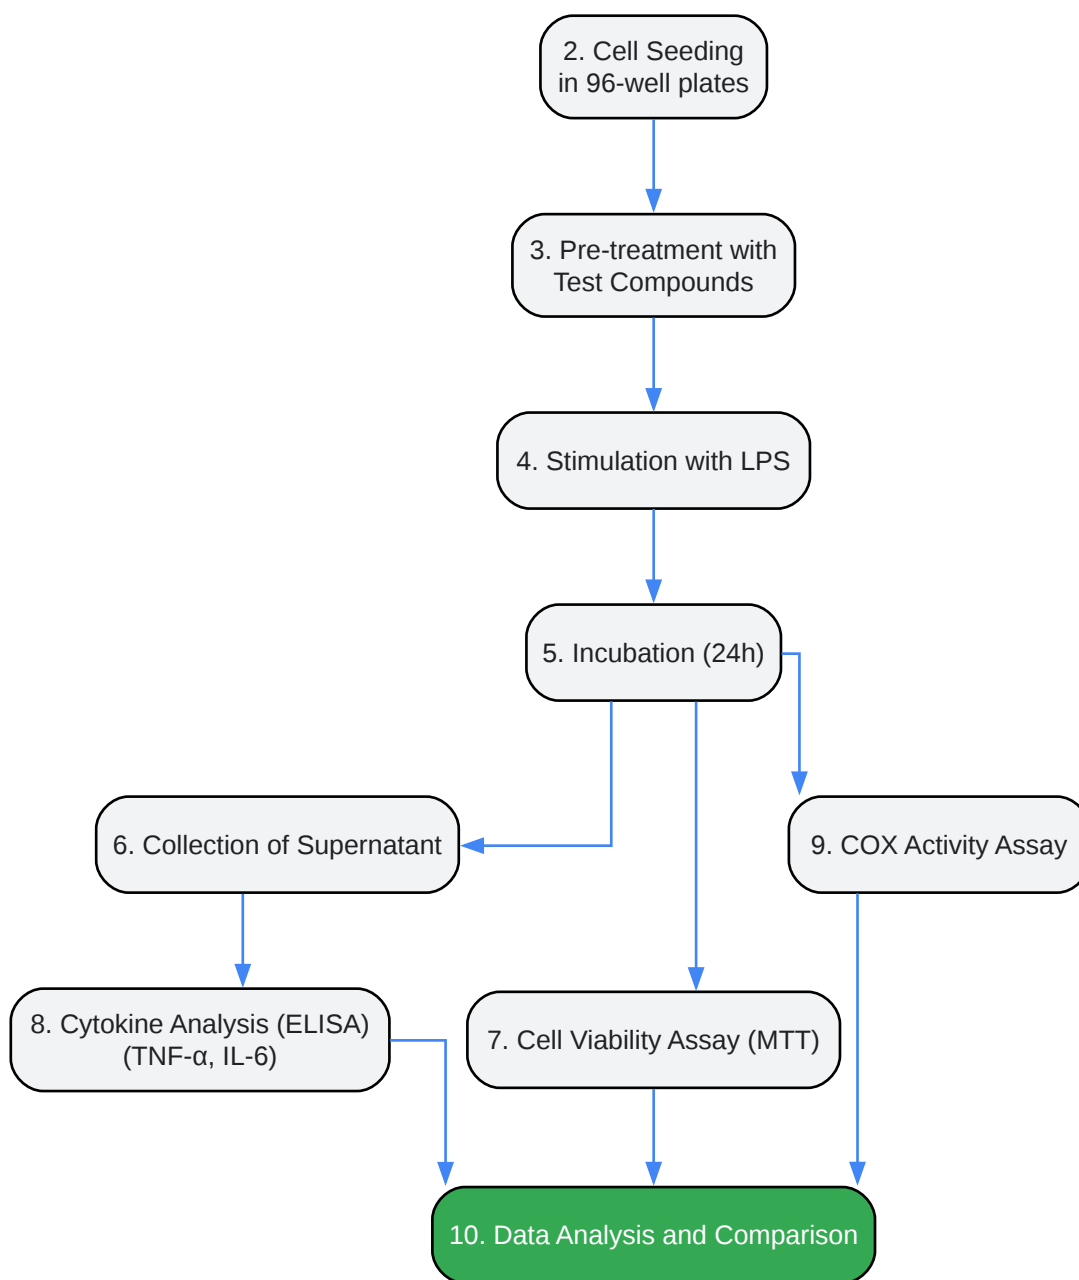 2. Cell Seeding
in 96-well plates
3. Pre-treatment with
Test Compounds
4. Stimulation with LPS
5. Incubation (24h)
6. Collection of Supernatant
9. COX Activity Assay
8. Cytokine Analysis (ELISA)
(TNF-α, IL-6)
7. Cell Viability Assay (MTT)
10. Data Analysis and Comparison